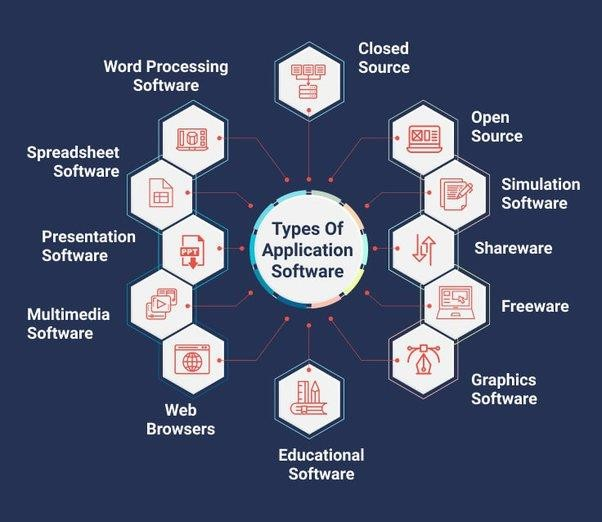 Closed
Source
Word Processing
Software
Open
Source
Spreadsheet
Software
Simulation
Software
Types Of
Application
Software
Presentation
Software
PPT
Shareware
Multimedia
Software
Freeware
Graphics
Software
Web
Browsers
Educational
Software